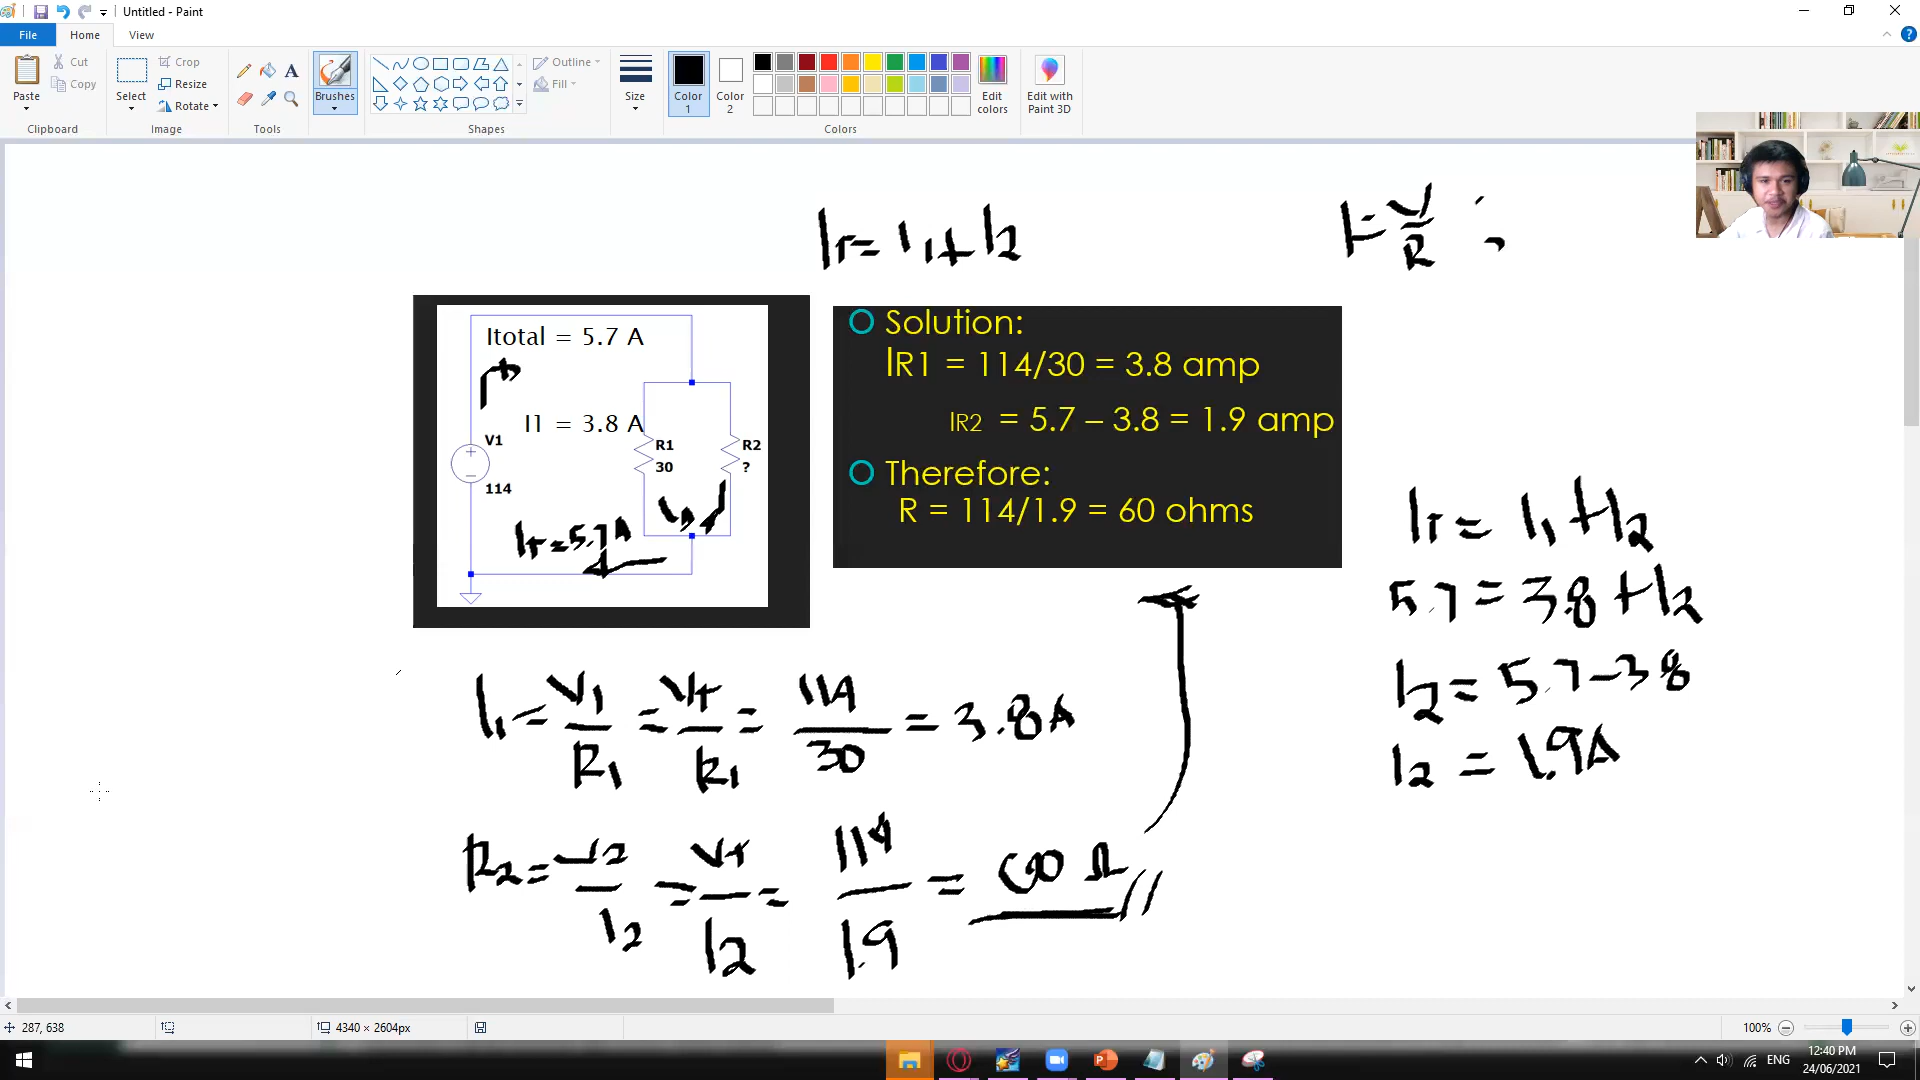 Untitled - Paint
File
Home
View
Paste
Cut
Copy
Clipboard
Select
Crop
Resize
Rotate
Image
Tools
Brushes
Outline
Fill
Shapes
Size
Color 1
Color 2
Edit colors
Edit with Paint 3D
Colors
IT = I1 + I2
I = V/R ;
Itotal = 5.7 A
I1 = 3.8 A
V1
114
R1
30
R2
?
IT = 5.7A
Solution:
IR1 = 114/30 = 3.8 amp
IR2 = 5.7 – 3.8 = 1.9 amp
Therefore:
R = 114/1.9 = 60 ohms
IT = I1 + I2
5.7 = 3.8 + I2
I2 = 5.7 - 3.8
I2 = 1.9A
I1 = V1/R1 = VT/R1 = 114/30 = 3.8A
R2 = V2/I2 = VT/I2 = 114/1.9 = 60 Ω
287, 638
4340 × 2604px
100%
ENG
12:40 PM
24/06/2021